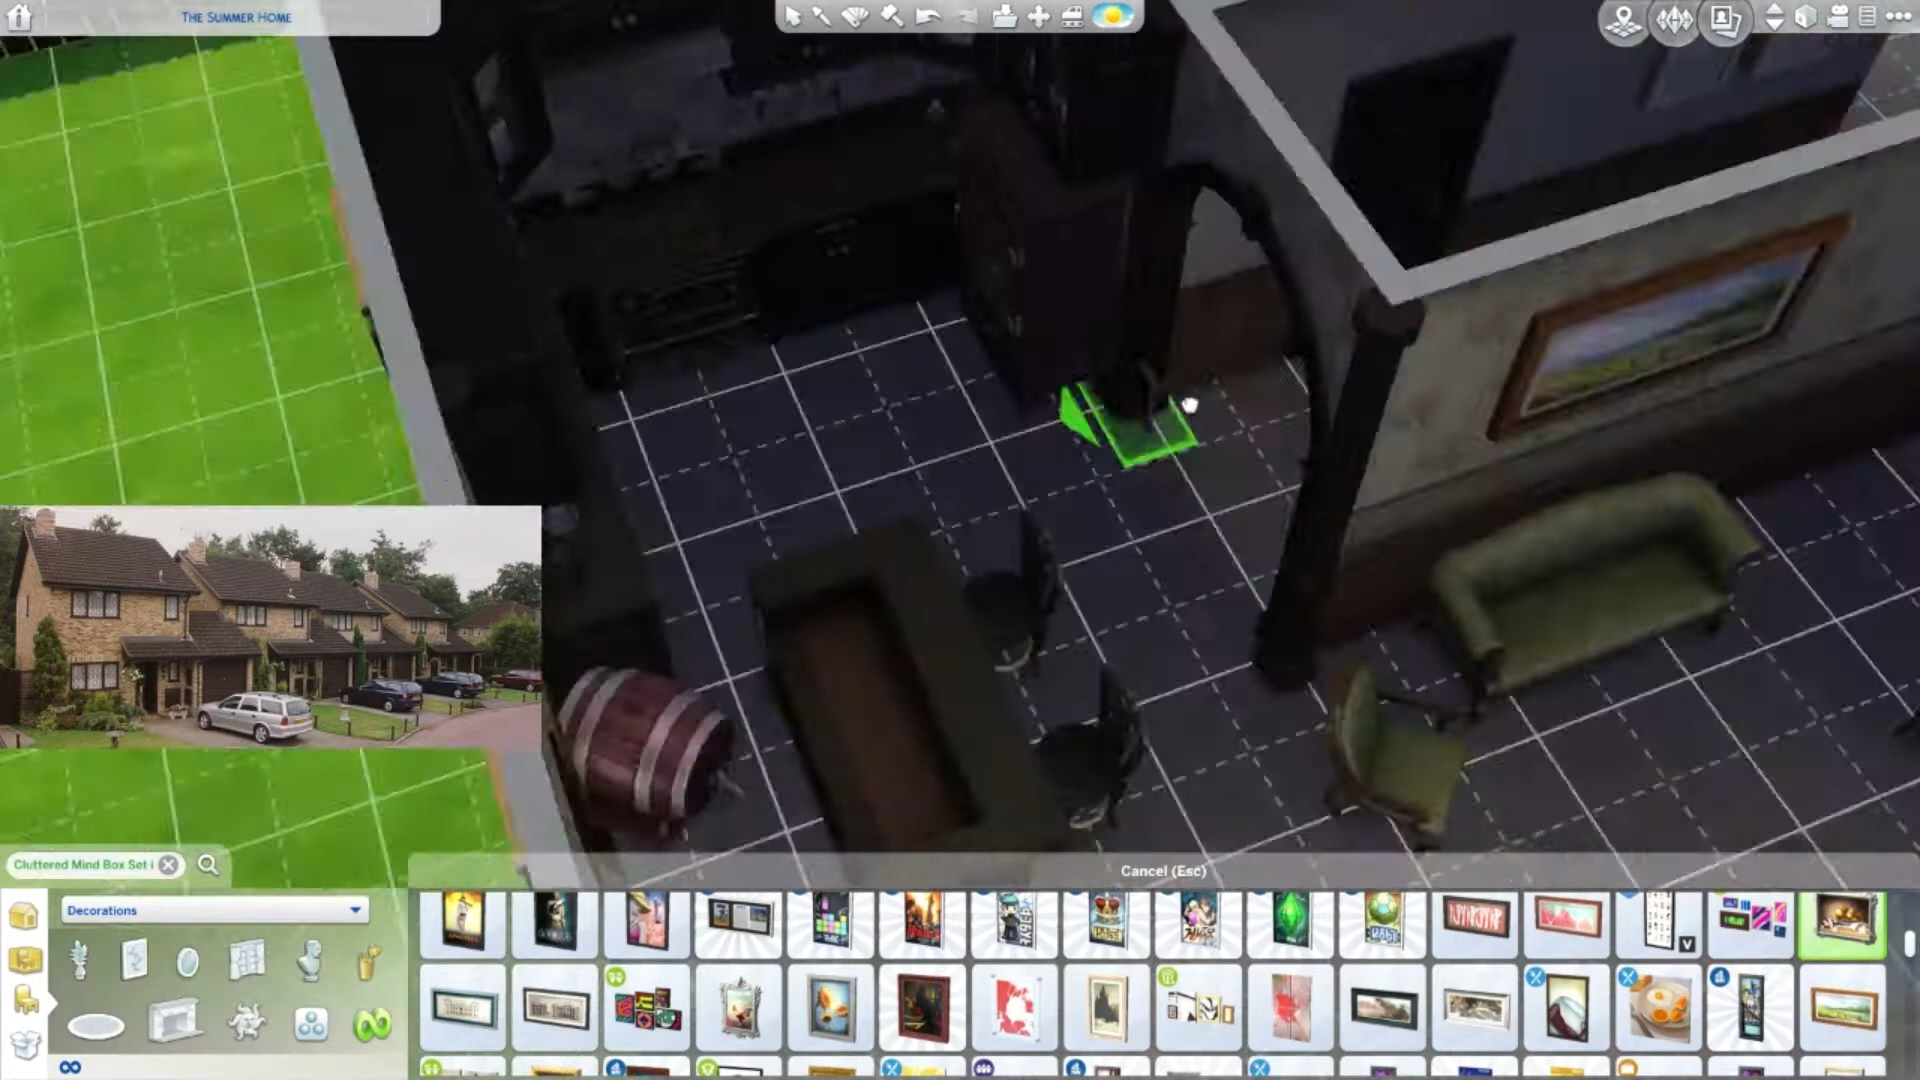 THE SUMMER HOME
Cancel (Esc)
Cluttered Mind Box Set i
Decorations
V